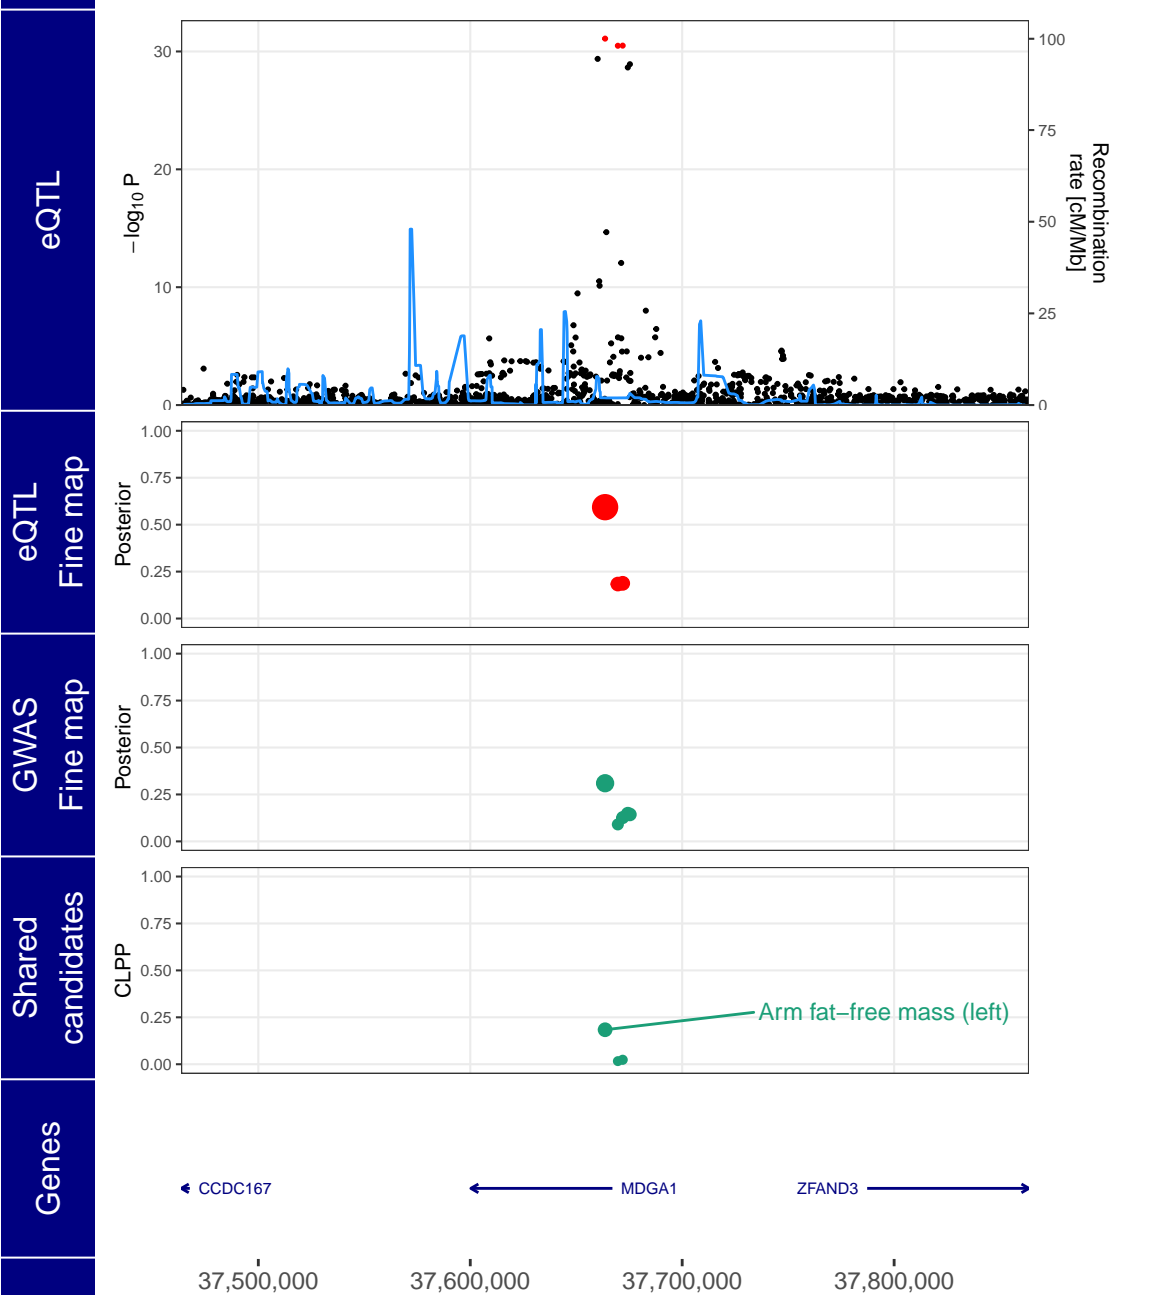 eQTL
−log10 P
30
20
10
0
100
75
50
25
0
Recombination
rate [cM/Mb]
eQTL
Fine map
Posterior
1.00
0.75
0.50
0.25
0.00
GWAS
Fine map
Posterior
1.00
0.75
0.50
0.25
0.00
Shared
candidates
CLPP
1.00
0.75
0.50
0.25
0.00
Arm fat−free mass (left)
Genes
CCDC167
MDGA1
ZFAND3
37,500,000
37,600,000
37,700,000
37,800,000